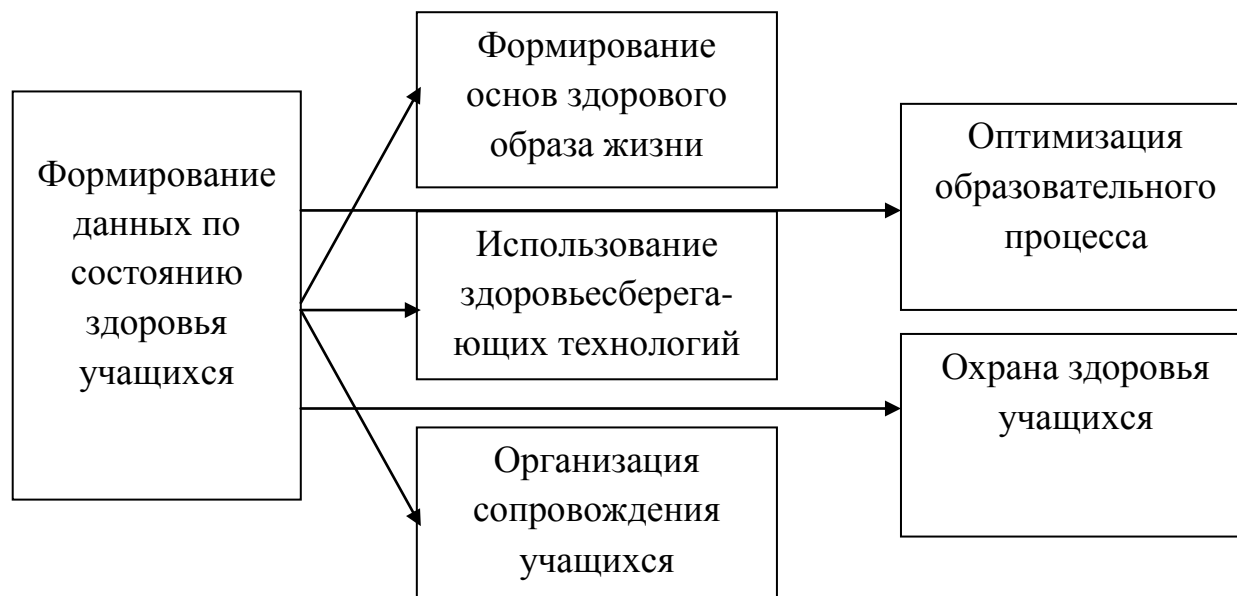 Формирование
данных по
состоянию
здоровья
учащихся
Формирование
основ здорового
образа жизни
Использование
здоровьесберега-
ющих технологий
Организация
сопровождения
учащихся
Оптимизация
образовательного
процесса
Охрана здоровья
учащихся